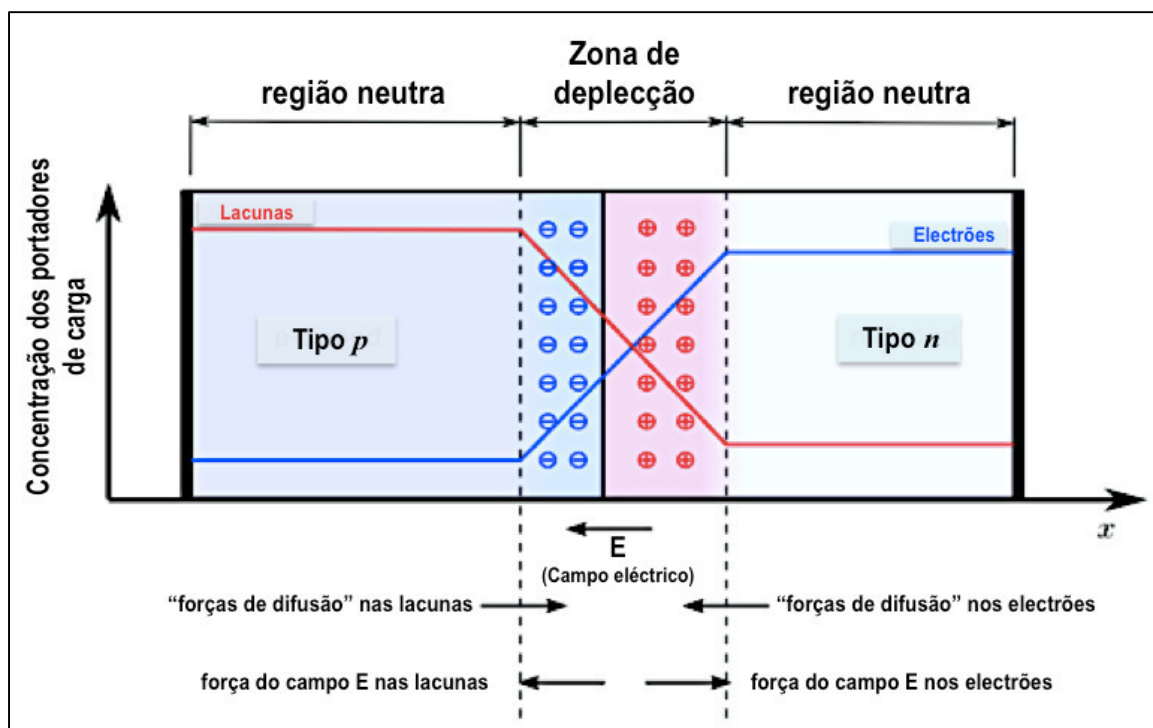 Zona de
deplecção
região neutra
região neutra
Concentração dos portadores
de carga
Lacunas
Electrões
Tipo p
Tipo n
x
E
(Campo eléctrico)
“forças de difusão” nas lacunas
“forças de difusão” nos electrões
força do campo E nas lacunas
força do campo E nos electrões